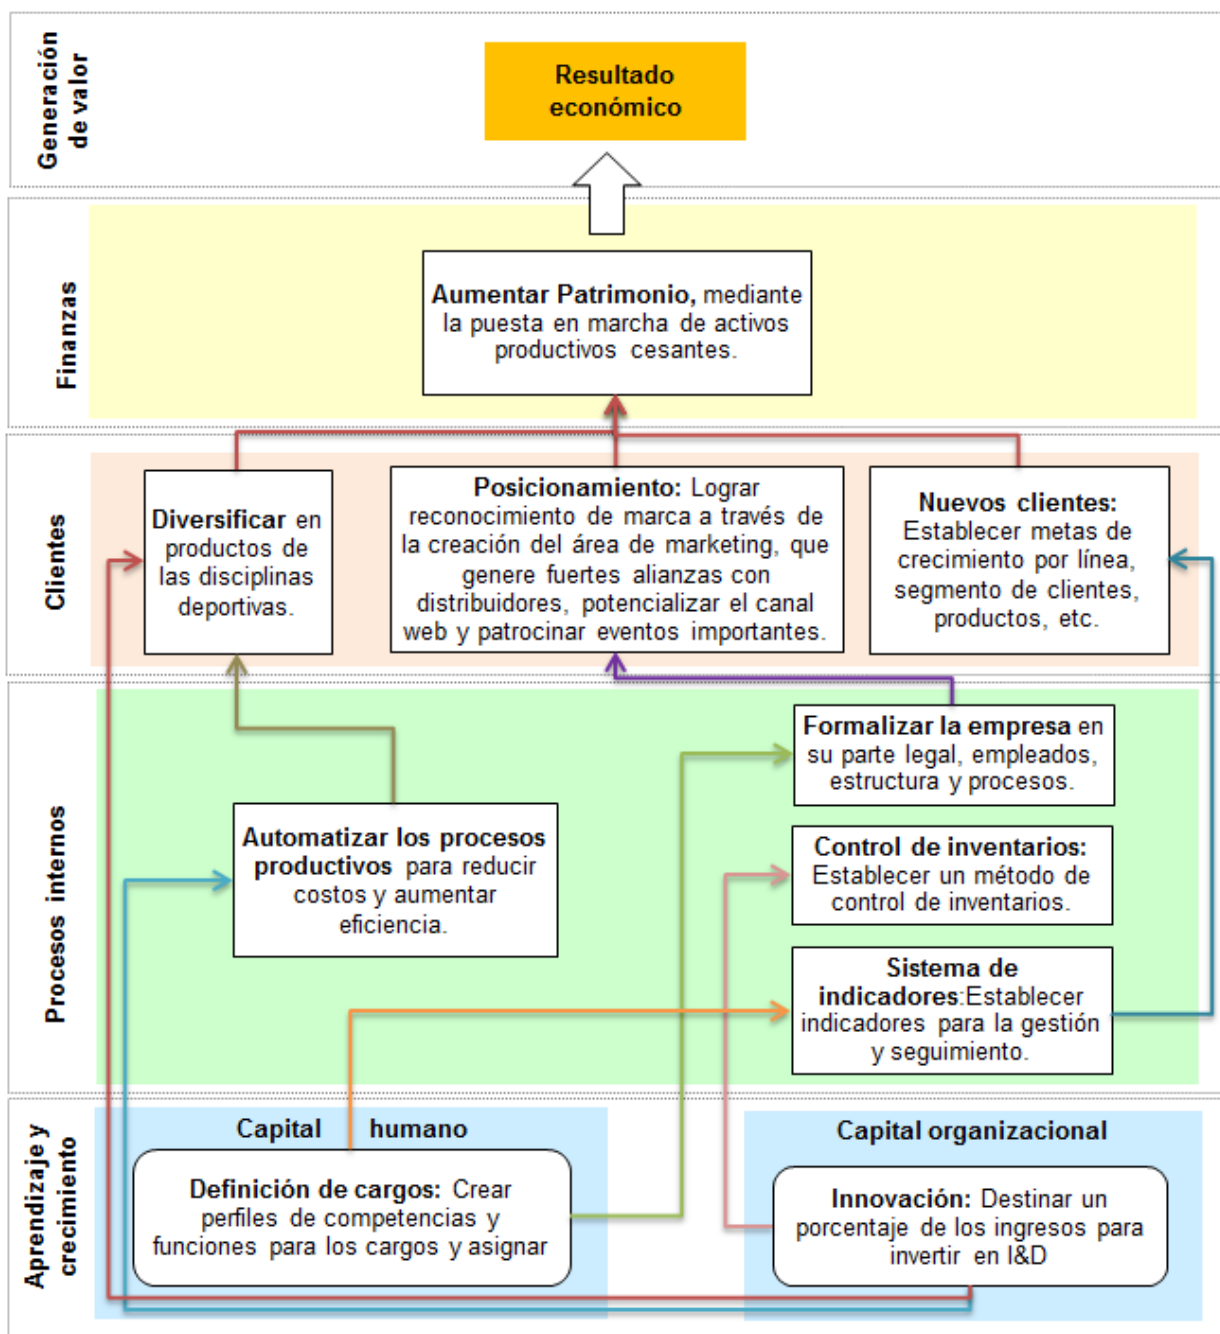 Generación
de valor
Resultado
económico
Finanzas
Aumentar Patrimonio, mediante
la puesta en marcha de activos
productivos cesantes.
Clientes
Diversificar en
productos de
las disciplinas
deportivas.
Posicionamiento: Lograr
reconocimiento de marca a través de
la creación del área de marketing, que
genere fuertes alianzas con
distribuidores, potencializar el canal
web y patrocinar eventos importantes.
Nuevos clientes:
Establecer metas de
crecimiento por línea,
segmento de clientes,
productos, etc.
Procesos internos
Formalizar la empresa en
su parte legal, empleados,
estructura y procesos.
Automatizar los procesos
productivos para reducir
costos y aumentar
eficiencia.
Control de inventarios:
Establecer un método de
control de inventarios.
Sistema de
indicadores:Establecer
indicadores para la gestión
y seguimiento.
Aprendizaje y
crecimiento
Capital humano
Definición de cargos: Crear
perfiles de competencias y
funciones para los cargos y asignar
Capital organizacional
Innovación: Destinar un
porcentaje de los ingresos para
invertir en I&D